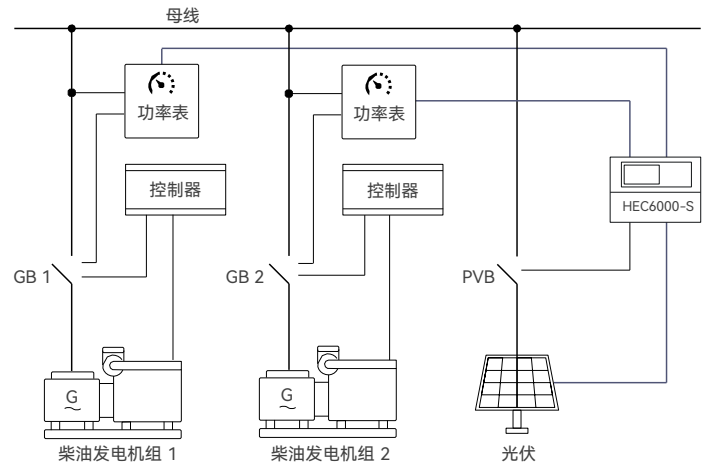 母线
功率表
功率表
控制器
控制器
HEC6000-S
GB 1
GB 2
PVB
G
~
G
~
柴油发电机组 1
柴油发电机组 2
光伏